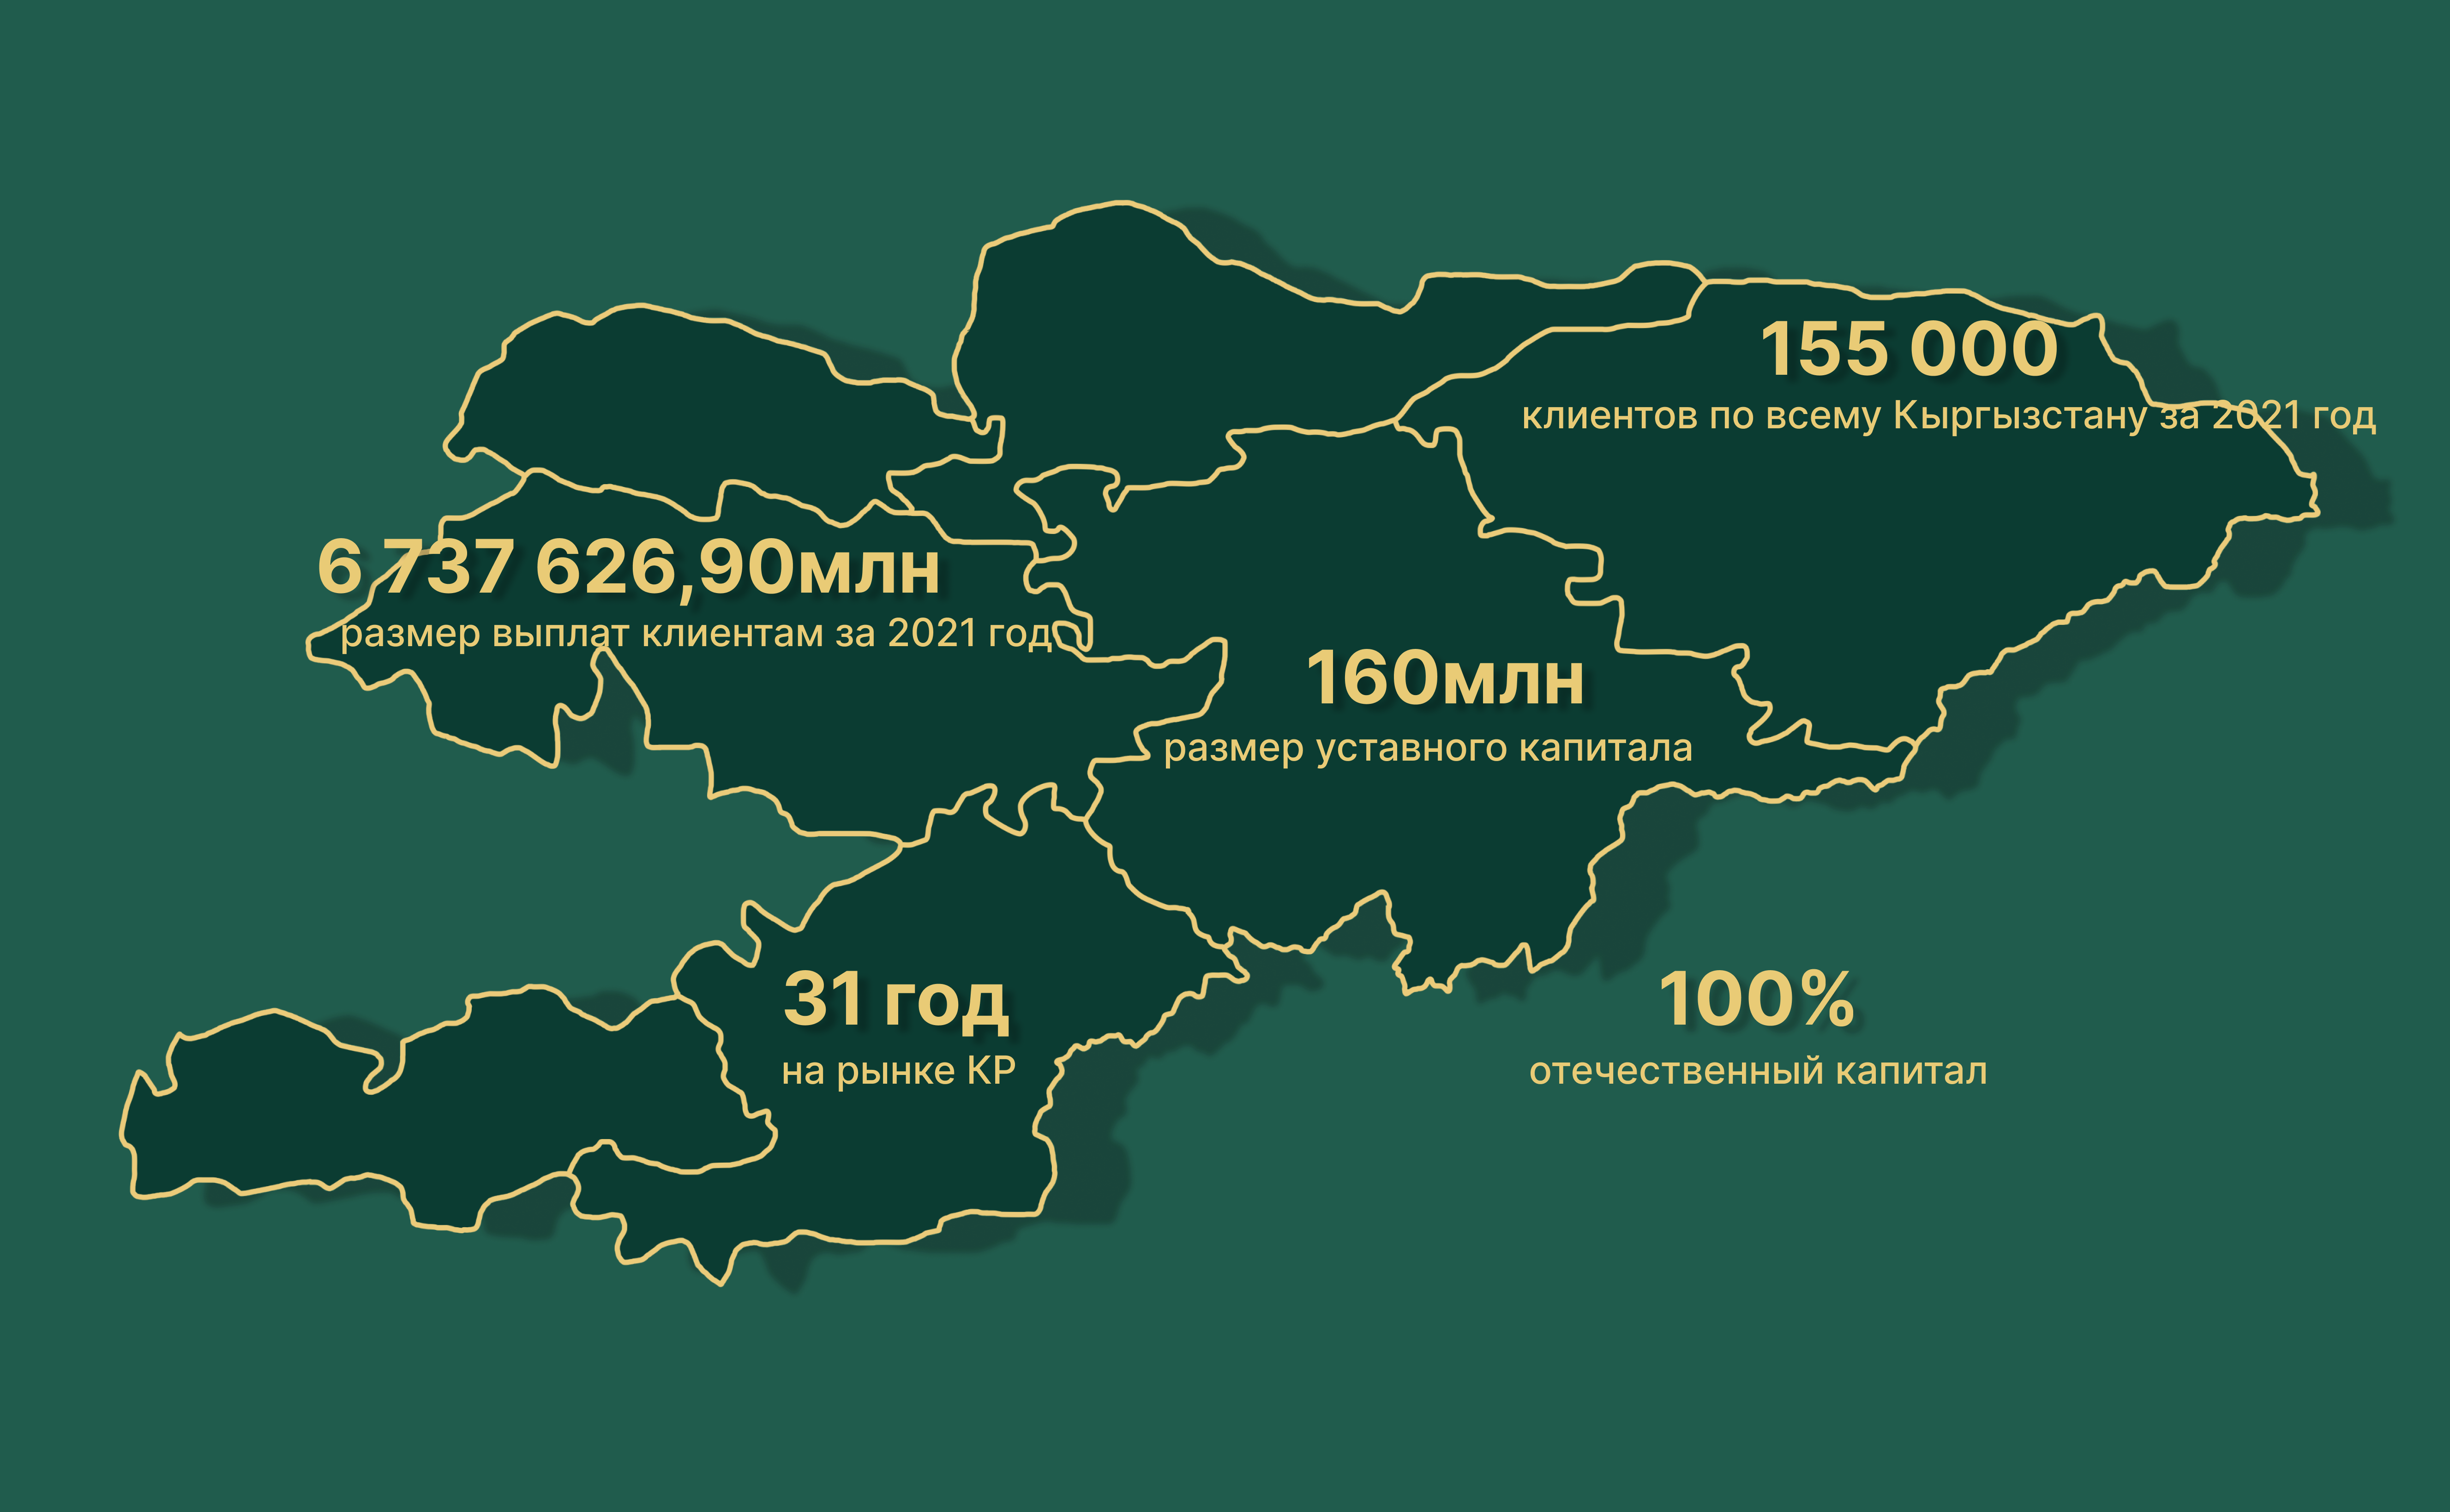 155 000
клиентов по всему Кыргызстану за 2021 год
6 737 626,90млн
размер выплат клиентам за 2021 год
160млн
размер уставного капитала
31 год
на рынке КР
100%
отечественный капитал